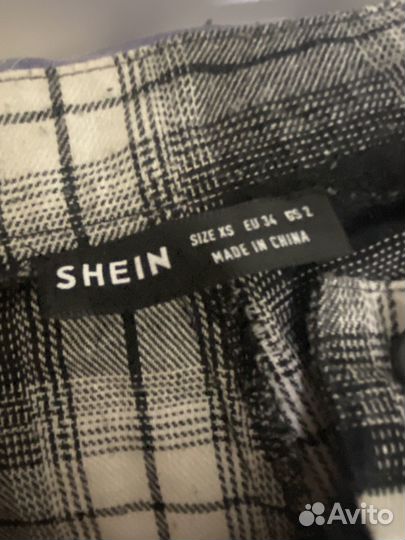 SHEIN
SIZE XS EU 34 US 2
MADE IN CHINA
Avito